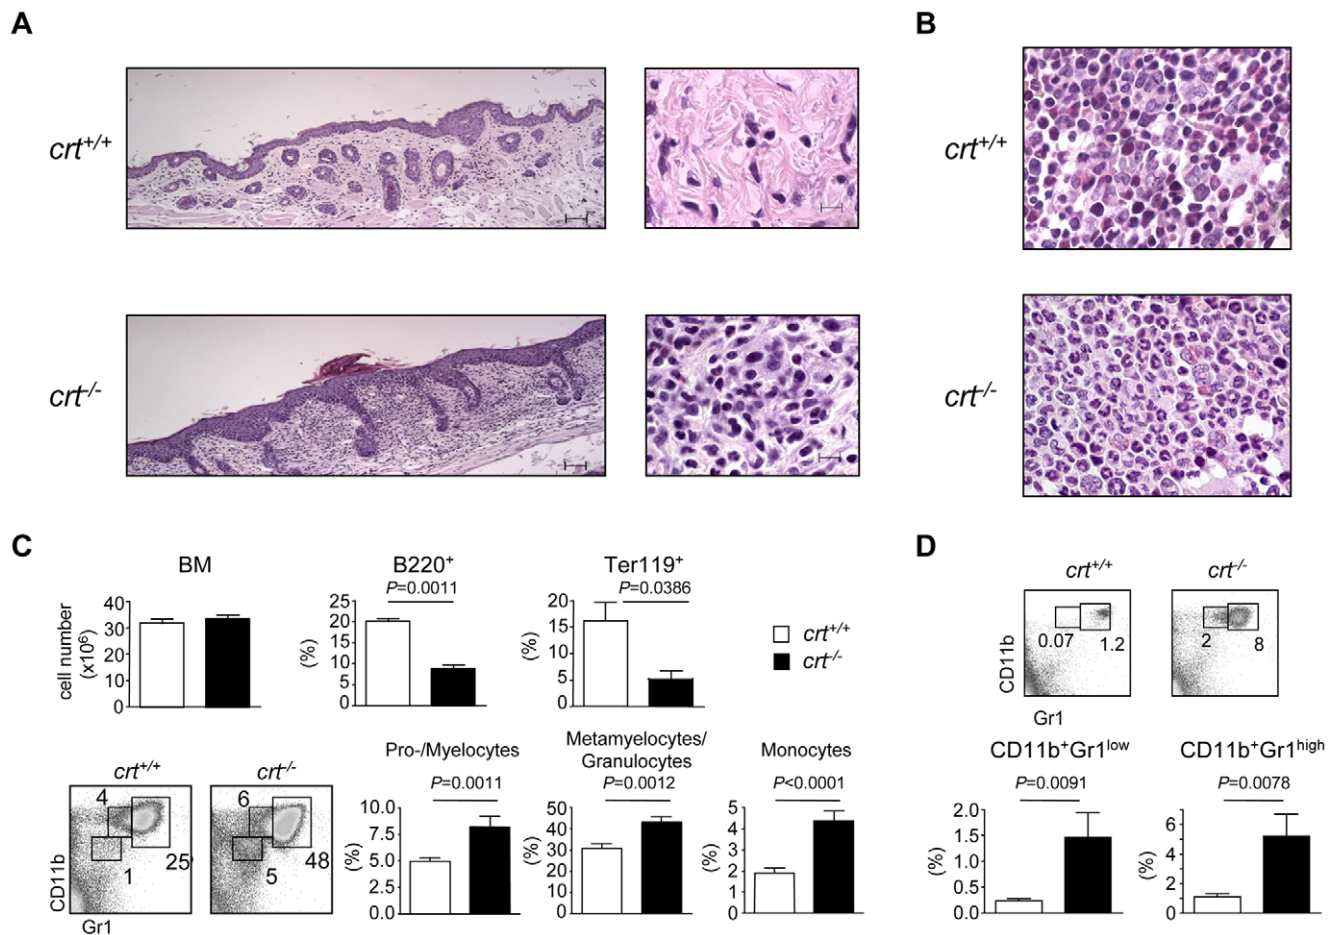 A
B
crt+/+
crt+/+
crt-/-
crt-/-
C
D
BM
B220+
Ter119+
crt+/+
crt-/-
P=0.0011
P=0.0386
cell number
(x10⁶)
40
30
20
10
0
(%)
25
20
15
10
5
0
(%)
20
15
10
5
0
crt+/+
crt-/-
CD11b
0.07
1.2
2
8
Gr1
Pro-/Myelocytes
Metamyelocytes/
Granulocytes
Monocytes
CD11b+Gr1low
CD11b+Gr1high
crt+/+
crt-/-
P=0.0011
P=0.0012
P<0.0001
P=0.0091
P=0.0078
CD11b
4
1
25
6
5
48
Gr1
(%)
10.0
7.5
5.0
2.5
0.0
(%)
50
40
30
20
10
0
(%)
5
4
3
2
1
0
(%)
2.0
1.5
1.0
0.5
0.0
(%)
6
4
2
0